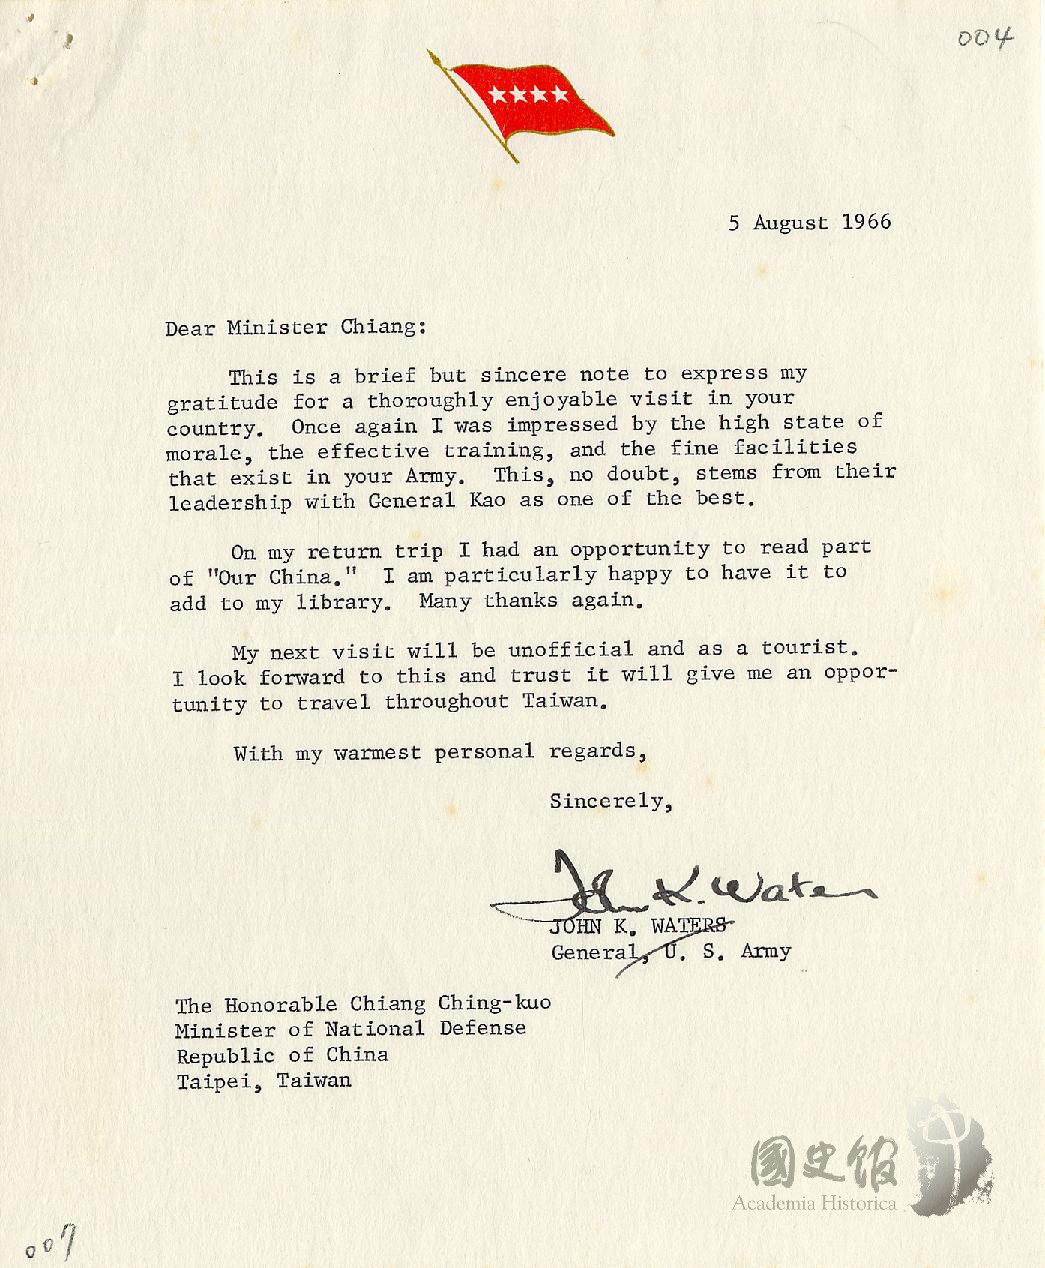 004
5 August 1966
Dear Minister Chiang:
This is a brief but sincere note to express my
gratitude for a thoroughly enjoyable visit in your
country. Once again I was impressed by the high state of
morale, the effective training, and the fine facilities
that exist in your Army. This, no doubt, stems from their
leadership with General Kao as one of the best.
On my return trip I had an opportunity to read part
of "Our China." I am particularly happy to have it to
add to my library. Many thanks again.
My next visit will be unofficial and as a tourist.
I look forward to this and trust it will give me an oppor-
tunity to travel throughout Taiwan.
With my warmest personal regards,
Sincerely,
John K. Waters
JOHN K. WATERS
General, U. S. Army
The Honorable Chiang Ching-kuo
Minister of National Defense
Republic of China
Taipei, Taiwan
國史館
Academia Historica
007